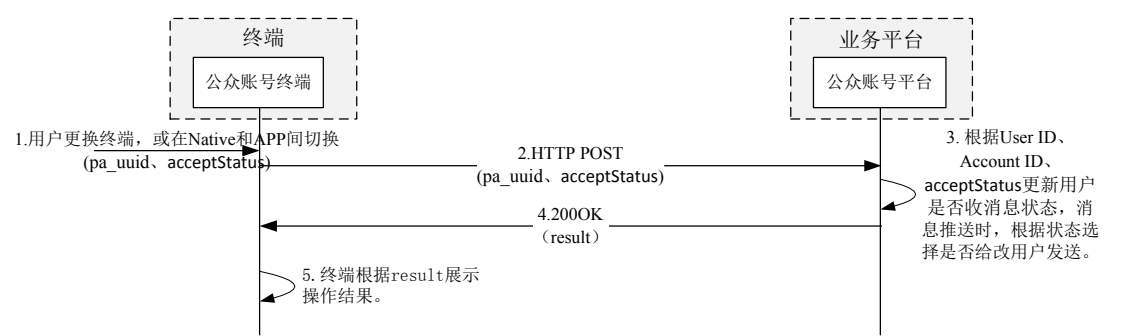 终端
业务平台
公众账号终端
公众账号平台
1.用户更换终端，或在Native和APP间切换
(pa_uuid、acceptStatus)
2.HTTP POST
(pa_uuid、acceptStatus)
3. 根据User ID、
Account ID、
acceptStatus更新用户
是否收消息状态，消
息推送时，根据状态选
择是否给改用户发送。
4.200OK
（result）
5. 终端根据result展示
操作结果。